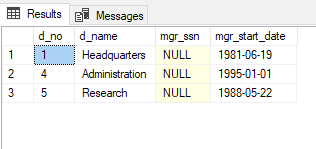 Results Messages
d_no d_name mgr_ssn mgr_start_date
1 1 Headquarters NULL 1981-06-19
2 4 Administration NULL 1995-01-01
3 5 Research NULL 1988-05-22